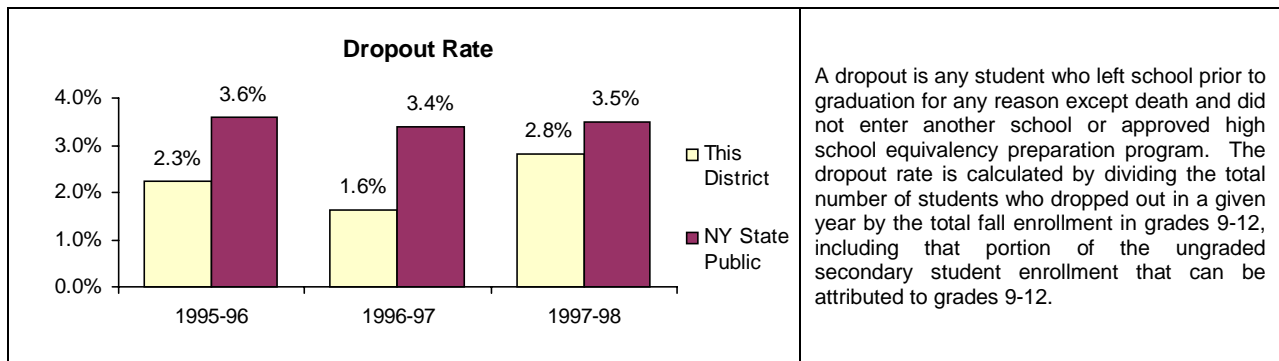 Dropout Rate
4.0%
3.0%
2.0%
1.0%
0.0%
2.3%
3.6%
1.6%
3.4%
2.8%
3.5%
1995-96
1996-97
1997-98
This
District
NY State
Public
A dropout is any student who left school prior to
graduation for any reason except death and did
not enter another school or approved high
school equivalency preparation program. The
dropout rate is calculated by dividing the total
number of students who dropped out in a given
year by the total fall enrollment in grades 9-12,
including that portion of the ungraded
secondary student enrollment that can be
attributed to grades 9-12.